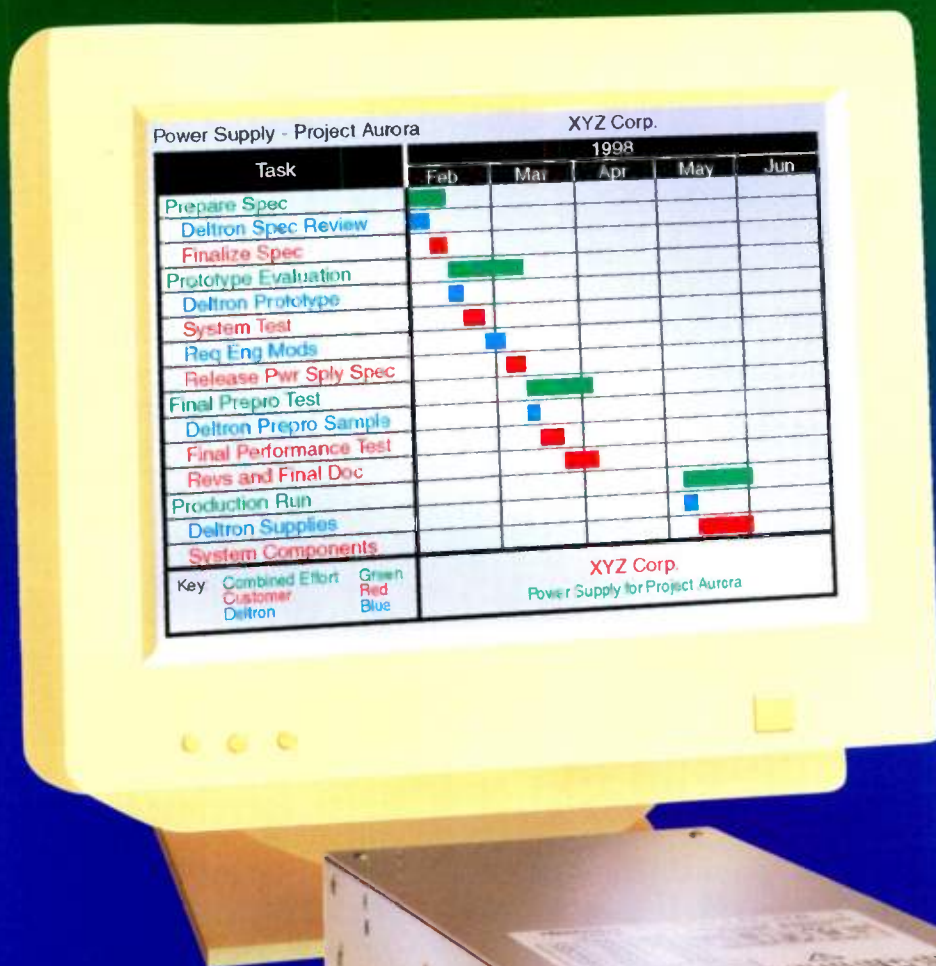 Power Supply - Project Aurora
XYZ Corp.
Task
1998
Feb Mar Apr May Jun
Prepare Spec
Deltron Spec Review
Finalize Spec
Prototype Evaluation
Deltron Prototype
System Test
Req Eng Mods
Release Pwr Sply Spec
Final Prepro Test
Deltron Prepro Sample
Final Performance Test
Revs and Final Doc
Production Run
Deltron Supplies
System Components
Key Combined Effort Green
Customer Red
Deltron Blue
XYZ Corp.
Power Supply for Project Aurora